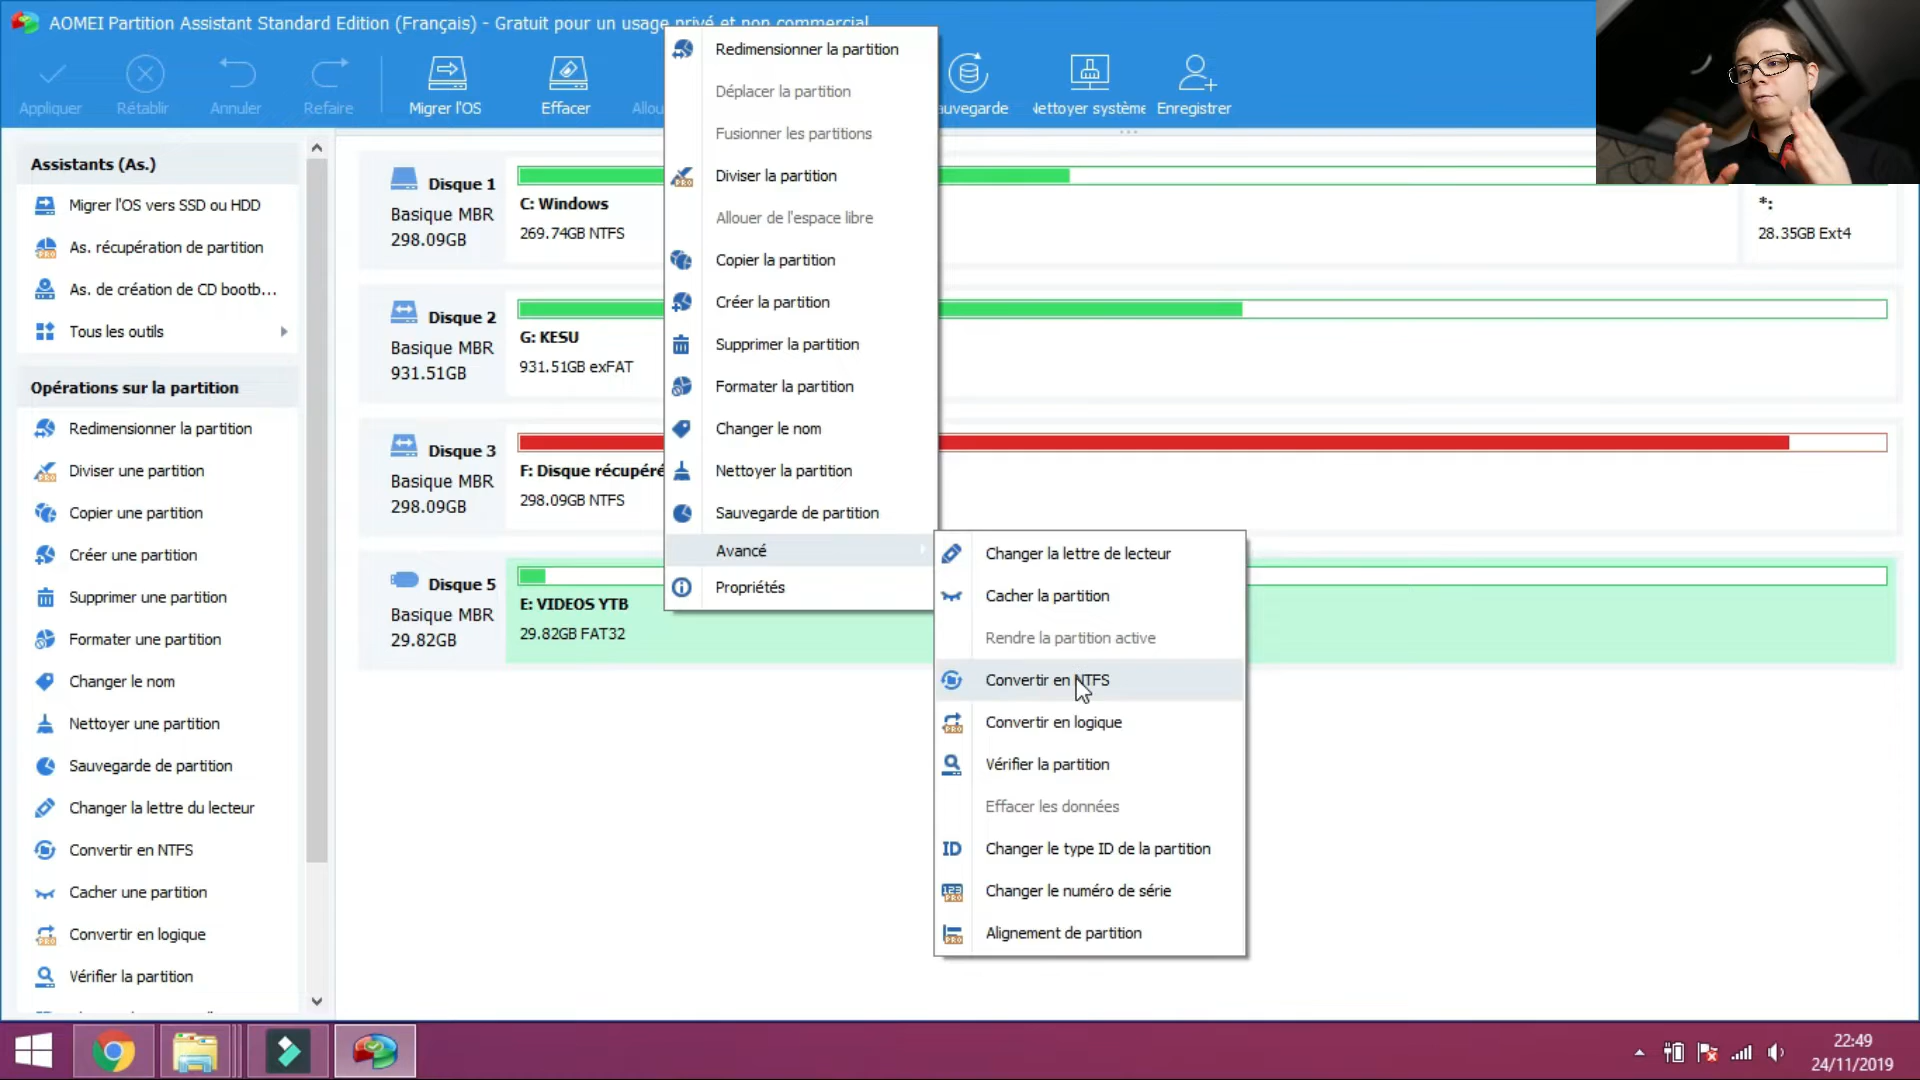 AOMEI Partition Assistant Standard Edition (Français) - Gratuit pour un usage privé et non commercial
Appliquer
Rétablir
Annuler
Refaire
Migrer l'OS
Effacer
Nettoyer système
Enregistrer
Assistants (As.)
Migrer l'OS vers SSD ou HDD
As. récupération de partition
As. de création de CD bootb...
Tous les outils
Opérations sur la partition
Redimensionner la partition
Diviser une partition
Copier une partition
Créer une partition
Supprimer une partition
Formater une partition
Changer le nom
Nettoyer une partition
Sauvegarde de partition
Changer la lettre du lecteur
Convertir en NTFS
Cacher une partition
Convertir en logique
Vérifier la partition
Disque 1
Basique MBR
298.09GB
C: Windows
269.74GB NTFS
*:
28.35GB Ext4
Disque 2
Basique MBR
931.51GB
G: KESU
931.51GB exFAT
Disque 3
Basique MBR
298.09GB
F: Disque récupéré
298.09GB NTFS
Disque 5
Basique MBR
29.82GB
E: VIDEOS YTB
29.82GB FAT32
Redimensionner la partition
Déplacer la partition
Fusionner les partitions
Diviser la partition
Allouer de l'espace libre
Copier la partition
Créer la partition
Supprimer la partition
Formater la partition
Changer le nom
Nettoyer la partition
Sauvegarde de partition
Avancé
Propriétés
Changer la lettre de lecteur
Cacher la partition
Rendre la partition active
Convertir en NTFS
Convertir en logique
Vérifier la partition
Effacer les données
Changer le type ID de la partition
Changer le numéro de série
Alignement de partition
22:49
24/11/2019